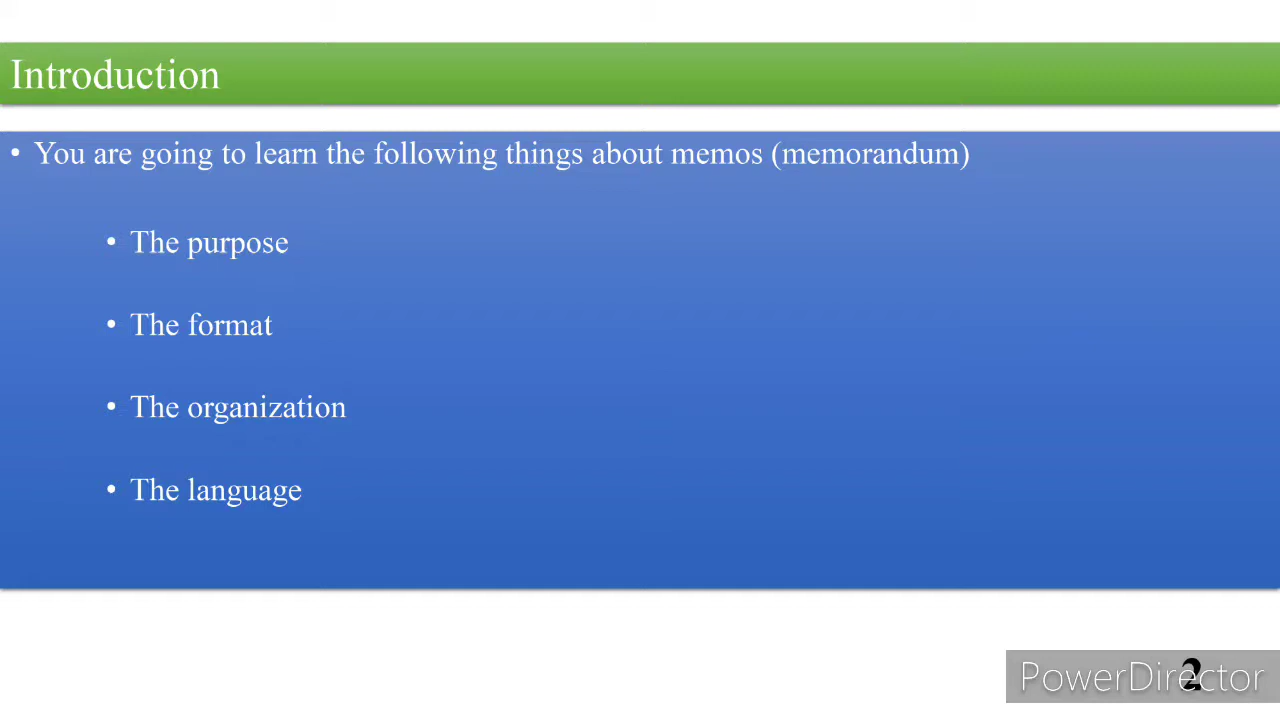 Introduction
• You are going to learn the following things about memos (memorandum)
• The purpose
• The format
• The organization
• The language
2
PowerDirector